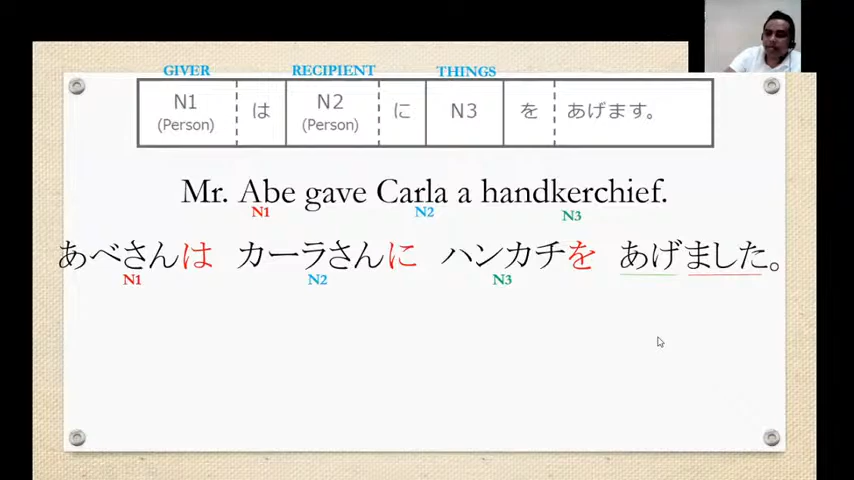 GIVER RECIPIENT THINGS
N1 は N2 に N3 を あげます。
(Person) (Person)
Mr. Abe gave Carla a handkerchief.
N1 N2 N3
あべさんは カーラさんに ハンカチを あげました。
N1 N2 N3